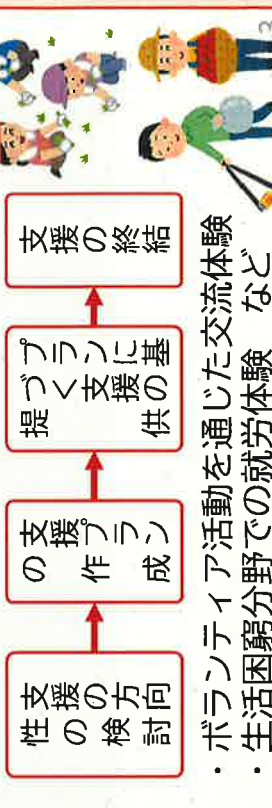 支援の方向
性の検討
支援プラン
の作成
プランに基
づく支援の
提供
支援の終結
・ボランティア活動を通じた交流体験
・生活困窮分野での就労体験 など